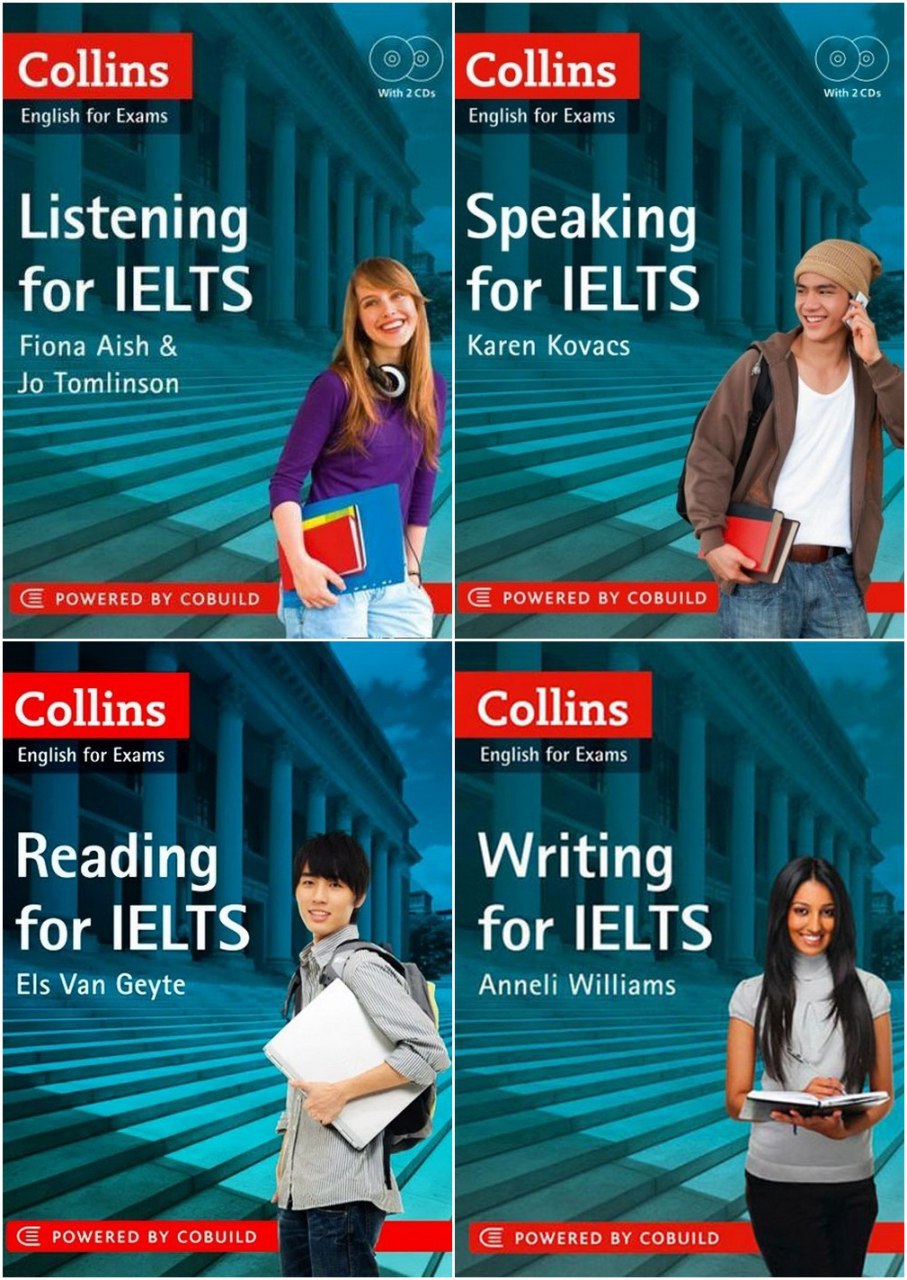 Collins
With 2 CDs
English for Exams
Listening
for IELTS
Fiona Aish &
Jo Tomlinson
POWERED BY COBUILD
Collins
With 2 CDs
English for Exams
Speaking
for IELTS
Karen Kovacs
POWERED BY COBUILD
Collins
English for Exams
Reading
for IELTS
Els Van Geyte
POWERED BY COBUILD
Collins
English for Exams
Writing
for IELTS
Anneli Williams
POWERED BY COBUILD